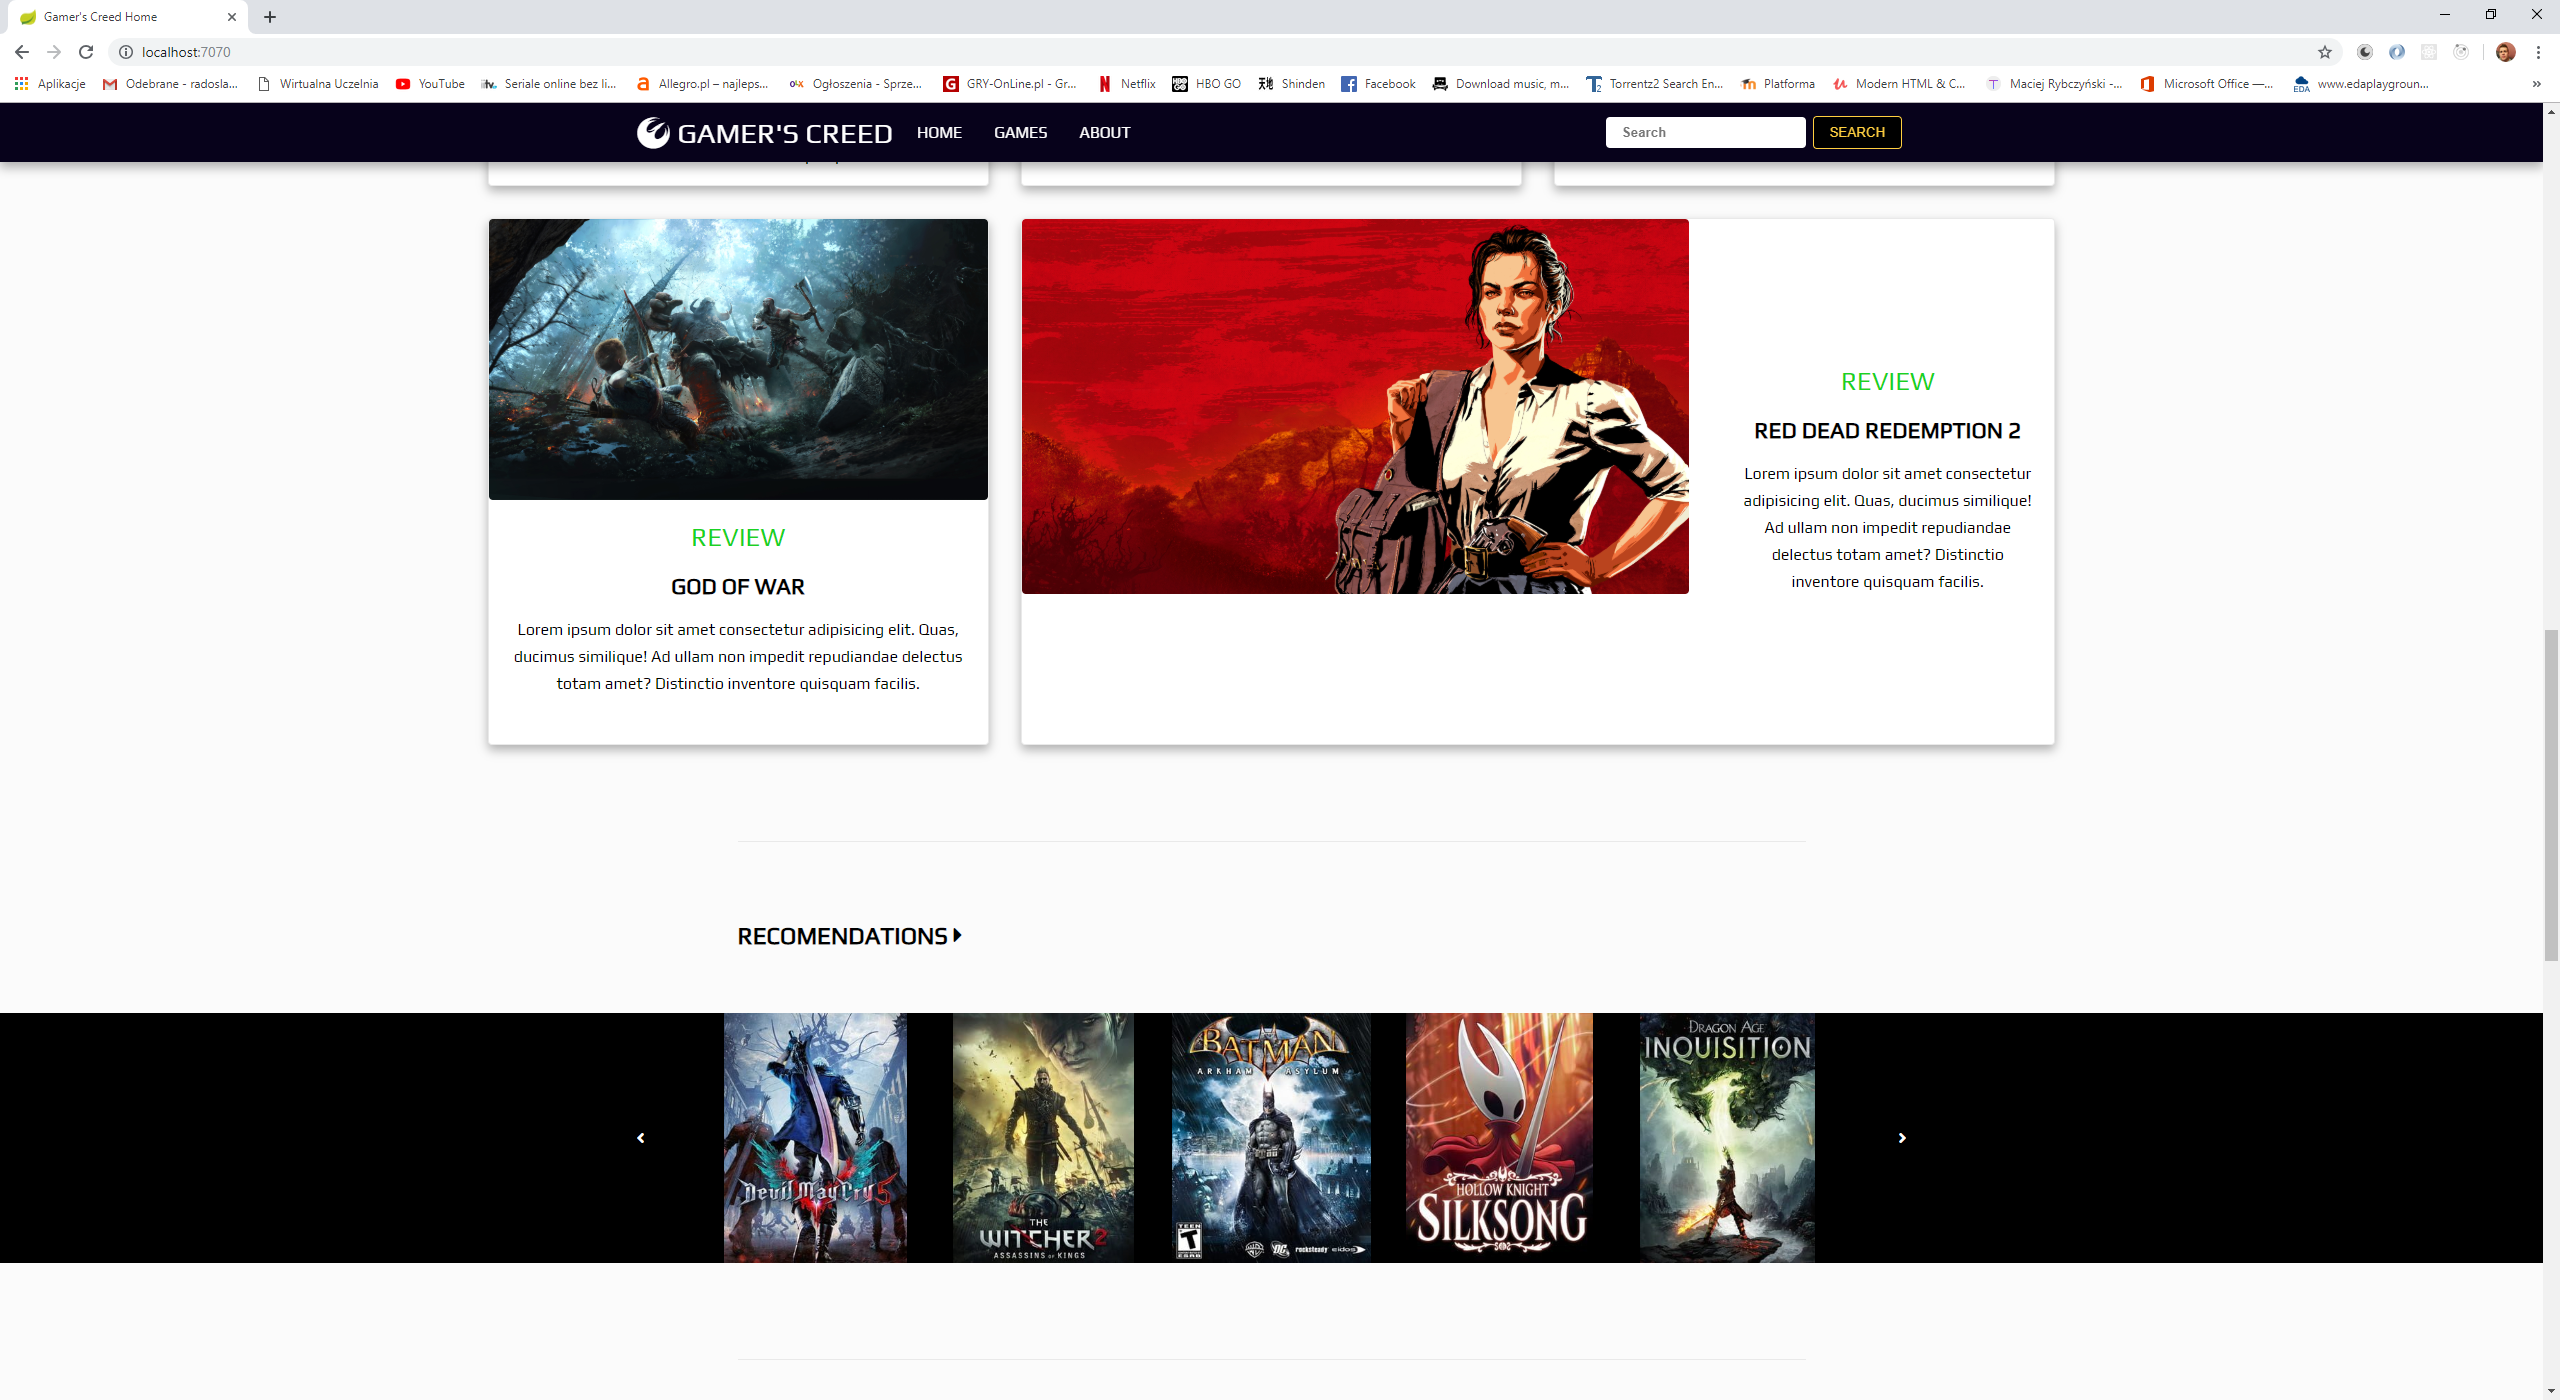 Gamer's Creed Home
localhost:7070
Aplikacje
Odebrane - radosla...
Wirtualna Uczelnia
YouTube
Seriale online bez li...
Allegro.pl – najleps...
Ogłoszenia - Sprze...
GRY-OnLine.pl - Gr...
Netflix
HBO GO
Shinden
Facebook
Download music, m...
Torrentz2 Search En...
Platforma
Modern HTML & C...
Maciej Rybczyński -...
Microsoft Office —...
www.edaplaygroun...
GAMER'S CREED
HOME
GAMES
ABOUT
Search
SEARCH
REVIEW
GOD OF WAR
Lorem ipsum dolor sit amet consectetur adipisicing elit. Quas,
ducimus similique! Ad ullam non impedit repudiandae delectus
totam amet? Distinctio inventore quisquam facilis.
REVIEW
RED DEAD REDEMPTION 2
Lorem ipsum dolor sit amet consectetur
adipisicing elit. Quas, ducimus similique!
Ad ullam non impedit repudiandae
delectus totam amet? Distinctio
inventore quisquam facilis.
RECOMENDATIONS
Devil May Cry 5
THE
WITCHER 2
ASSASSINS OF KINGS
BATMAN
ARKHAM ASYLUM
TEEN
T
ESRB
rocksteady eidos
HOLLOW KNIGHT
SILKSONG
DRAGON AGE
INQUISITION